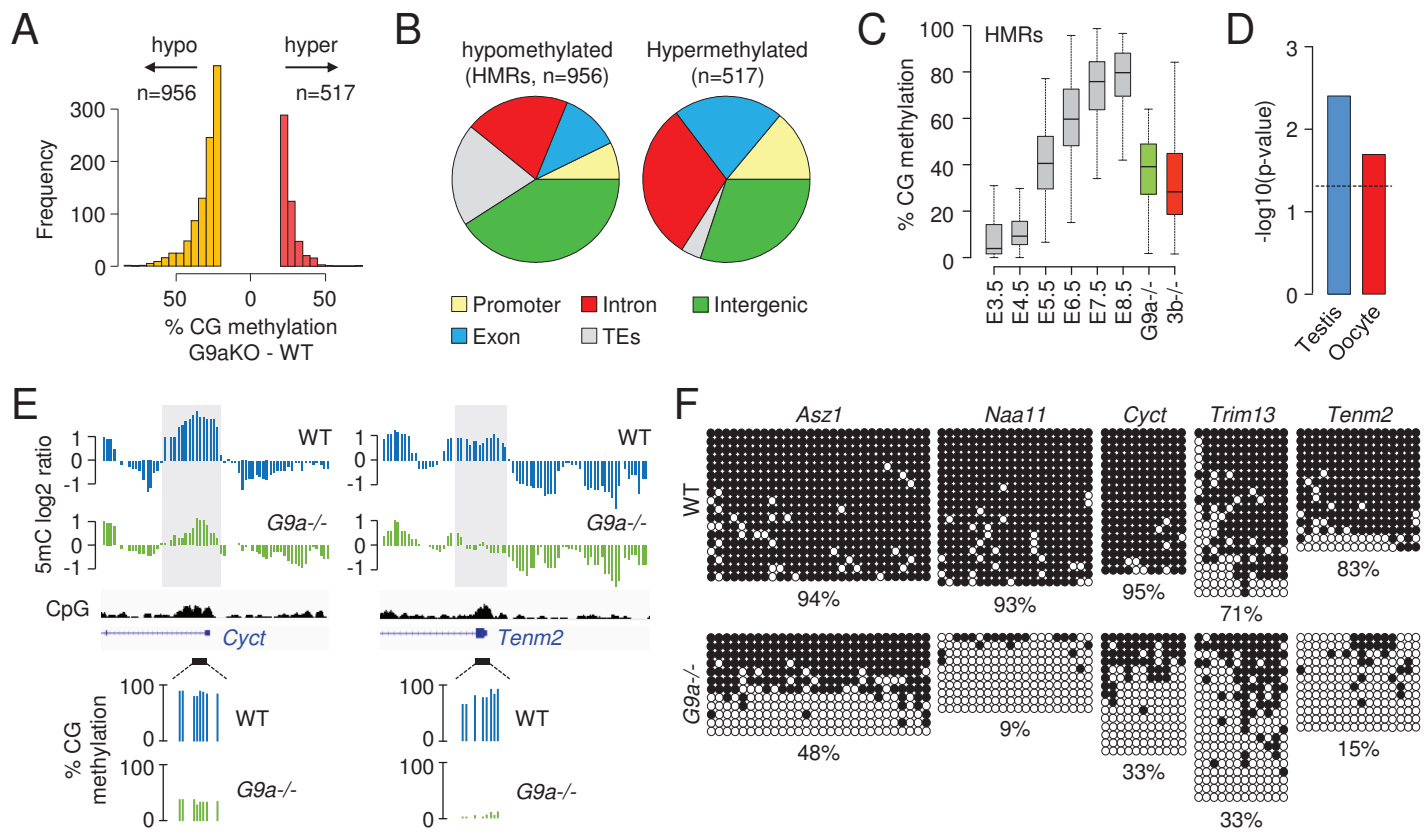 A
hypo
hyper
n=956
n=517
Frequency
300
200
100
0
50
0
50
% CG methylation
G9aKO - WT
B
hypomethylated
(HMRs, n=956)
Hypermethylated
(n=517)
Promoter
Intron
Intergenic
Exon
TEs
C
HMRs
% CG methylation
100
80
60
40
20
0
E3.5
E4.5
E5.5
E6.5
E7.5
E8.5
G9a-/-
3b-/-
D
-log10(p-value)
3
2
1
0
Testis
Oocyte
E
5mC log2 ratio
1
0
-1
WT
1
0
-1
G9a-/-
1
0
-1
WT
1
0
-1
G9a-/-
CpG
Cyct
Tenm2
% CG
methylation
100
0
WT
100
0
G9a-/-
100
0
WT
100
0
G9a-/-
F
Asz1
Naa11
Cyct
Trim13
Tenm2
WT
94%
93%
95%
71%
83%
G9a-/-
48%
9%
33%
33%
15%